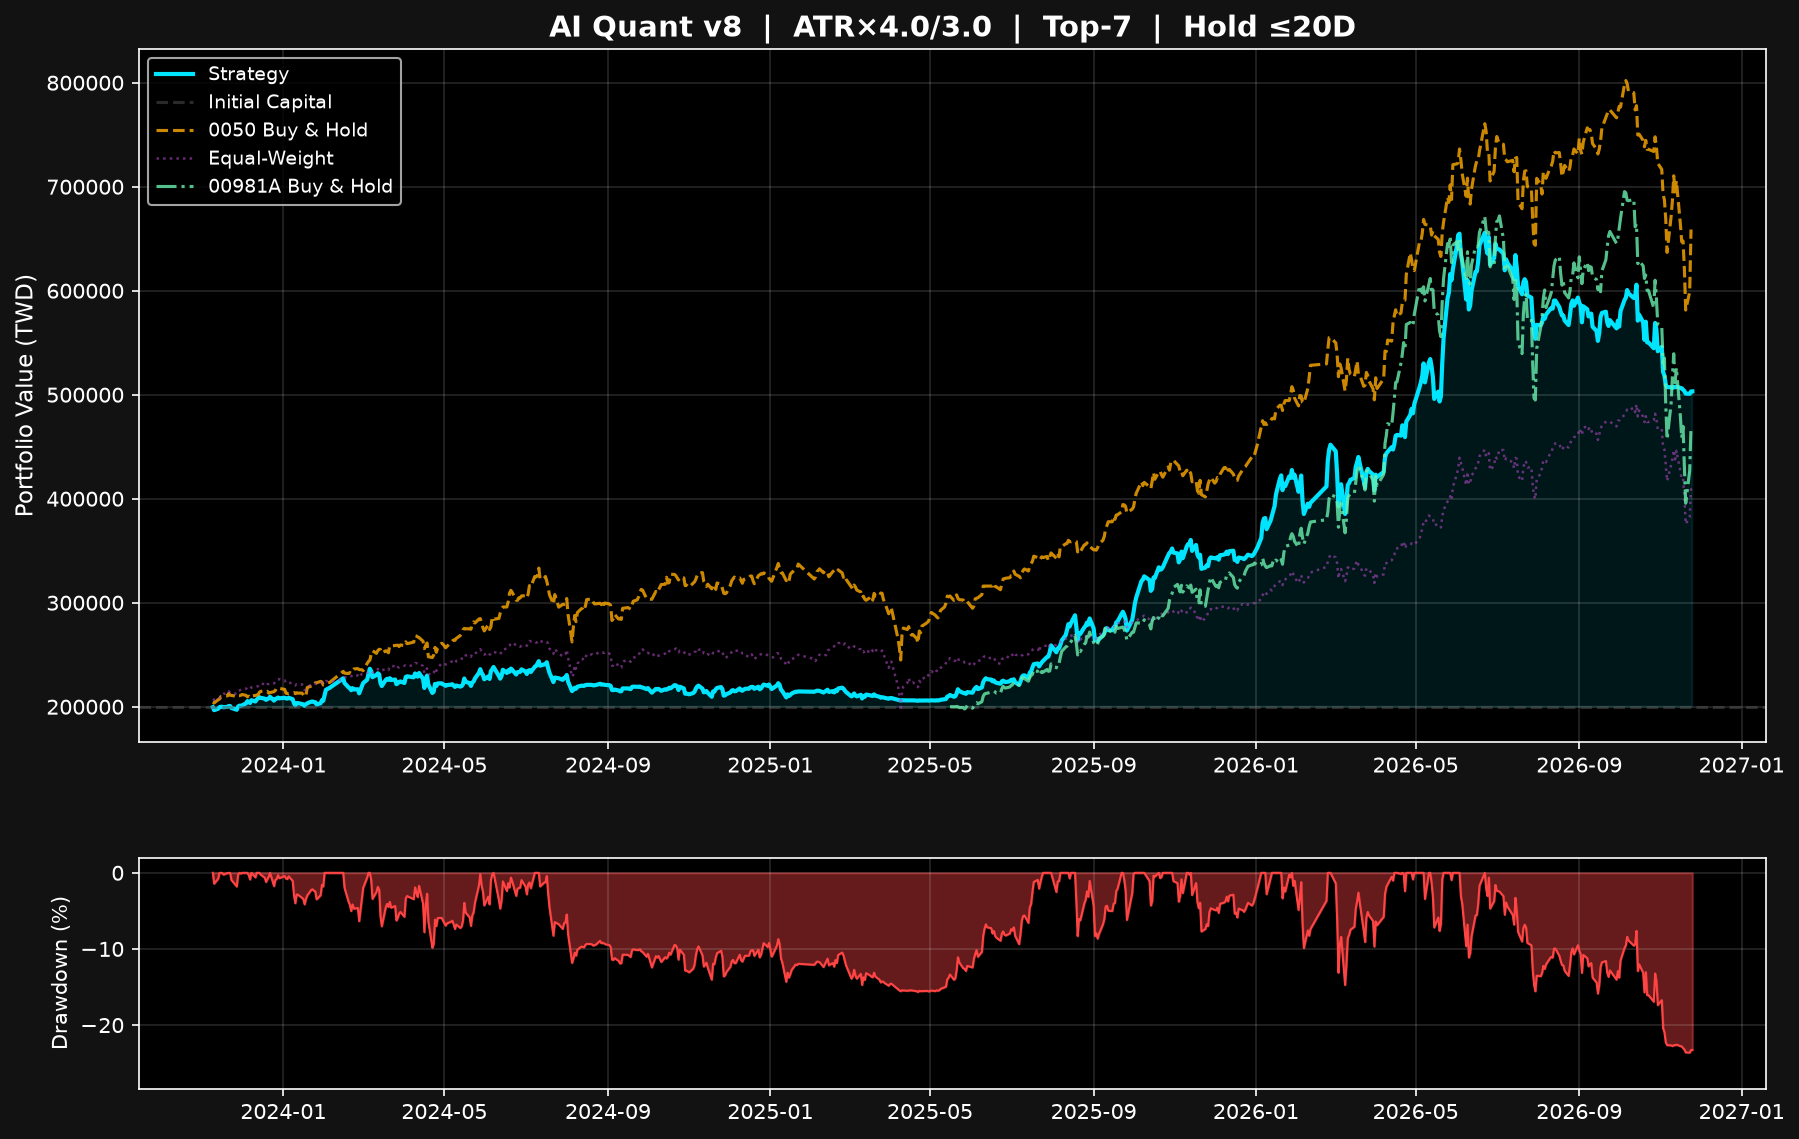 AI Quant v8 | ATR×4.0/3.0 | Top-7 | Hold ≤20D
Strategy
Initial Capital
0050 Buy & Hold
Equal-Weight
00981A Buy & Hold
Portfolio Value (TWD)
800000
700000
600000
500000
400000
300000
200000
2024-01 2024-05 2024-09 2025-01 2025-05 2025-09 2026-01 2026-05 2026-09 2027-01
Drawdown (%)
0
−10
−20
2024-01 2024-05 2024-09 2025-01 2025-05 2025-09 2026-01 2026-05 2026-09 2027-01